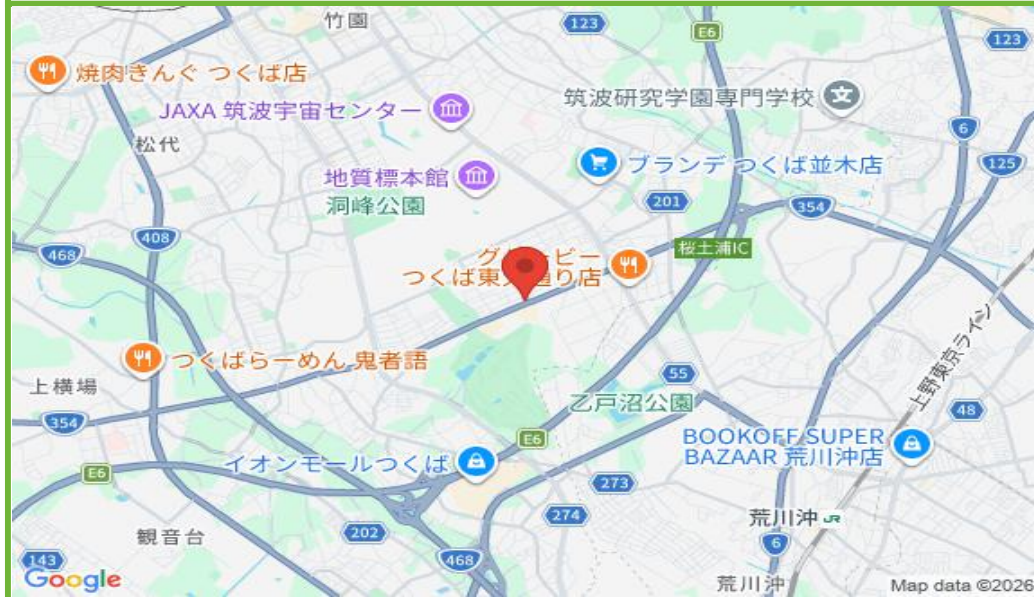 竹園
123
E6
123
焼肉きんぐ つくば店
JAXA 筑波宇宙センター
筑波研究学園専門学校
6
松代
地質標本館
ブランデ つくば並木店
125
洞峰公園
201
354
408
468
桜土浦IC
つくば東大通り店
つくばらーめん 鬼者語
上横場
55
上野東京ライン
354
乙戸沼公園
48
E6
BOOKOFF SUPER
BAZAAR 荒川沖店
イオンモールつくば
E6
273
274
荒川沖 JR
202
観音台
6
468
143
Google
荒川沖
Map data ©2026